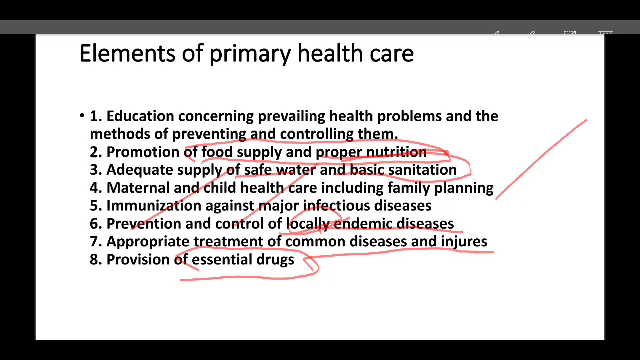 Elements of primary health care
• 1. Education concerning prevailing health problems and the
methods of preventing and controlling them.
2. Promotion of food supply and proper nutrition
3. Adequate supply of safe water and basic sanitation
4. Maternal and child health care including family planning
5. Immunization against major infectious diseases
6. Prevention and control of locally endemic diseases
7. Appropriate treatment of common diseases and injures
8. Provision of essential drugs